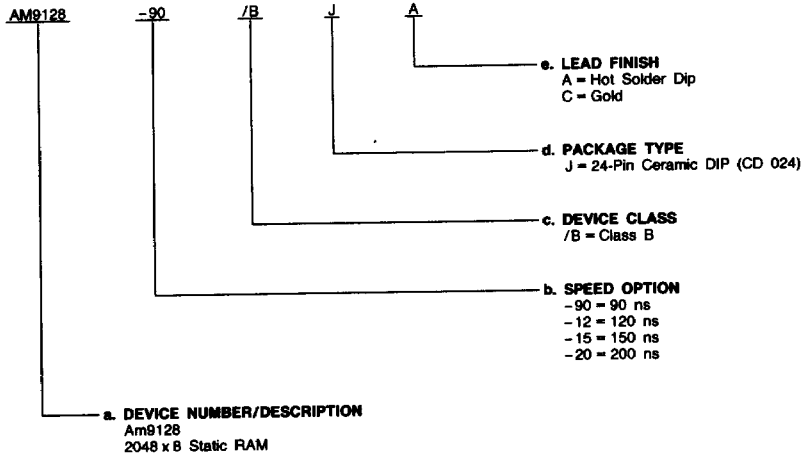 AM9128 -90 /B J A
e. LEAD FINISH
A = Hot Solder Dip
C = Gold
d. PACKAGE TYPE
J = 24-Pin Ceramic DIP (CD 024)
c. DEVICE CLASS
/B = Class B
b. SPEED OPTION
-90 = 90 ns
-12 = 120 ns
-15 = 150 ns
-20 = 200 ns
a. DEVICE NUMBER/DESCRIPTION
Am9128
2048 x 8 Static RAM